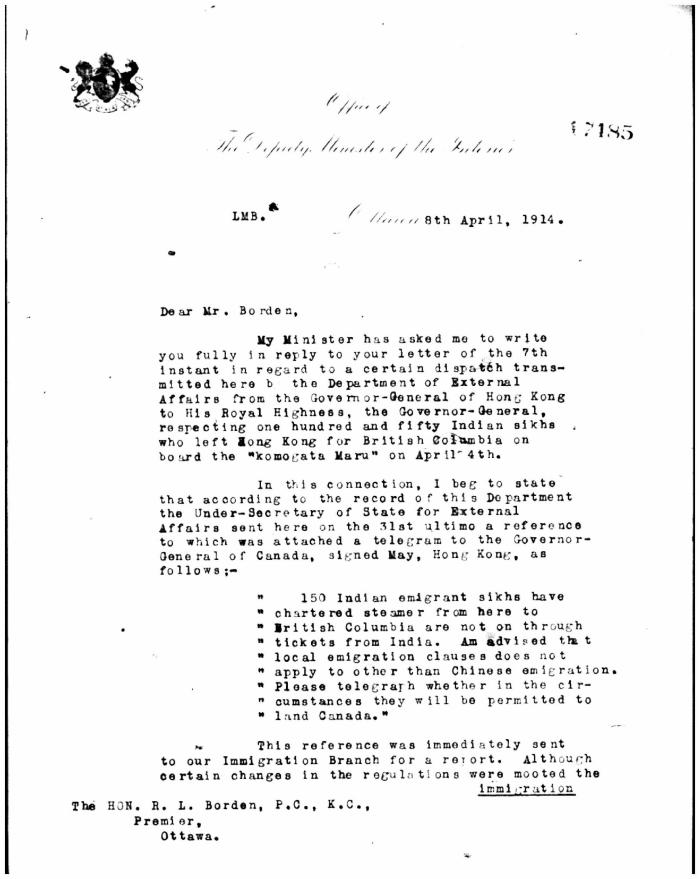 Office of
17185
The Deputy Minister of the Interior
LMB.
Ottawa 8th April, 1914.
Dear Mr. Borden,
My Minister has asked me to write
you fully in reply to your letter of the 7th
instant in regard to a certain dispatch trans-
mitted here b the Department of External
Affairs from the Governor-General of Hong Kong
to His Royal Highness, the Governor-General,
respecting one hundred and fifty Indian sikhs
who left Hong Kong for British Columbia on
board the "komogata Maru" on April 4th.
In this connection, I beg to state
that according to the record of this Department
the Under-Secretary of State for External
Affairs sent here on the 31st ultimo a reference
to which was attached a telegram to the Governor-
General of Canada, signed May, Hong Kong, as
follows;-
" 150 Indian emigrant sikhs have
" chartered steamer from here to
" British Columbia are not on through
" tickets from India. Am advised that
" local emigration clauses does not
" apply to other than Chinese emigration.
" Please telegraph whether in the cir-
" cumstances they will be permitted to
" land Canada."
This reference was immediately sent
to our Immigration Branch for a report. Although
certain changes in the regulations were mooted the
immigration
The HON. R. L. Borden, P.C., K.C.,
Premier,
Ottawa.